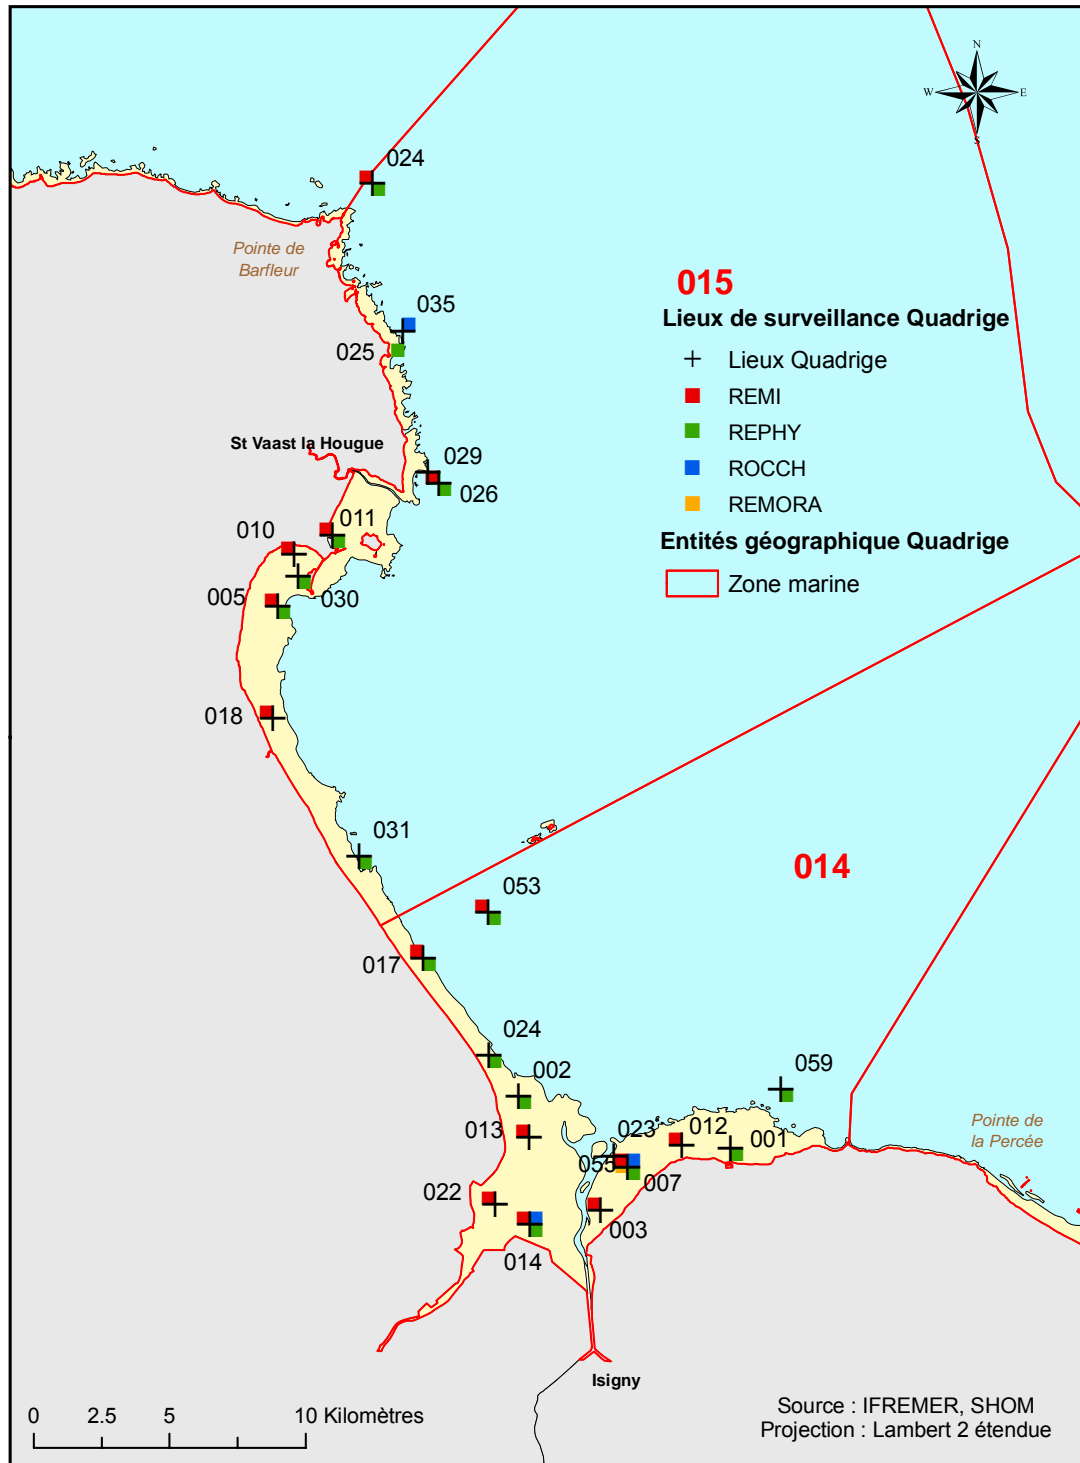 N
W E
S
024
Pointe de
Barfleur
035
025
015
Lieux de surveillance Quadrige
Lieux Quadrige
REMI
REPHY
ROCCH
REMORA
Entités géographique Quadrige
Zone marine
St Vaast la Hougue
029
026
010
011
005
030
018
031
014
053
017
024
002
059
013
023
012
001
Pointe de
la Percée
055
007
022
003
014
Isigny
0 2.5 5 10 Kilomètres
Source : IFREMER, SHOM
Projection : Lambert 2 étendue